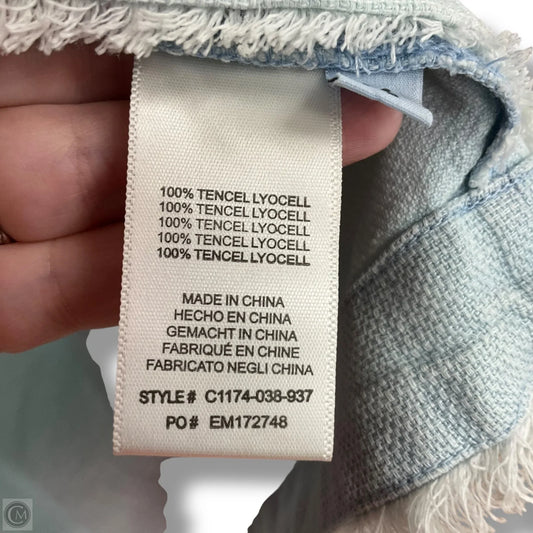 100% TENCEL LYOCELL
100% TENCEL LYOCELL
100% TENCEL LYOCELL
100% TENCEL LYOCELL
100% TENCEL LYOCELL
MADE IN CHINA
HECHO EN CHINA
GEMACHT IN CHINA
FABRIQUÉ EN CHINE
FABRICATO NEGLI CHINA
STYLE# C1174-038-937
PO# EM172748
CM